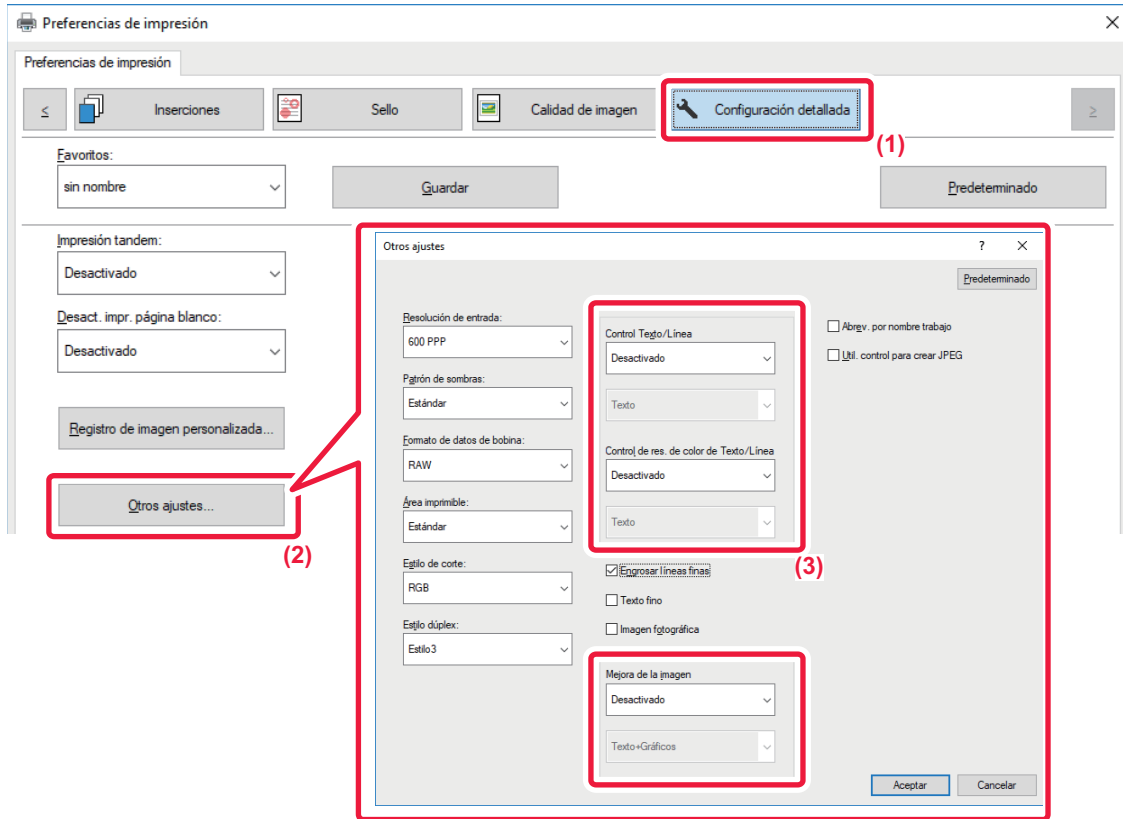 Preferencias de impresión
Preferencias de impresión
<
Inserciones
Sello
Calidad de imagen
Configuración detallada
>
(1)
Favoritos:
sin nombre
Guardar
Predeterminado
Impresión tandem:
Desactivado
Desact. impr. página blanco:
Desactivado
Registro de imagen personalizada...
Otros ajustes...
(2)
Otros ajustes
?
Predeterminado
Resolución de entrada:
600 PPP
Patrón de sombras:
Estándar
Formato de datos de bobina:
RAW
Área imprimible:
Estándar
Estilo de corte:
RGB
Estilo dúplex:
Estilo3
Control Texto/Línea
Desactivado
Texto
Control de res. de color de Texto/Línea
Desactivado
Texto
(3)
Engrosar líneas finas
Texto fino
Imagen fotográfica
Mejora de la imagen
Desactivado
Texto+Gráficos
Abrev. por nombre trabajo
Util. control para crear JPEG
Aceptar
Cancelar